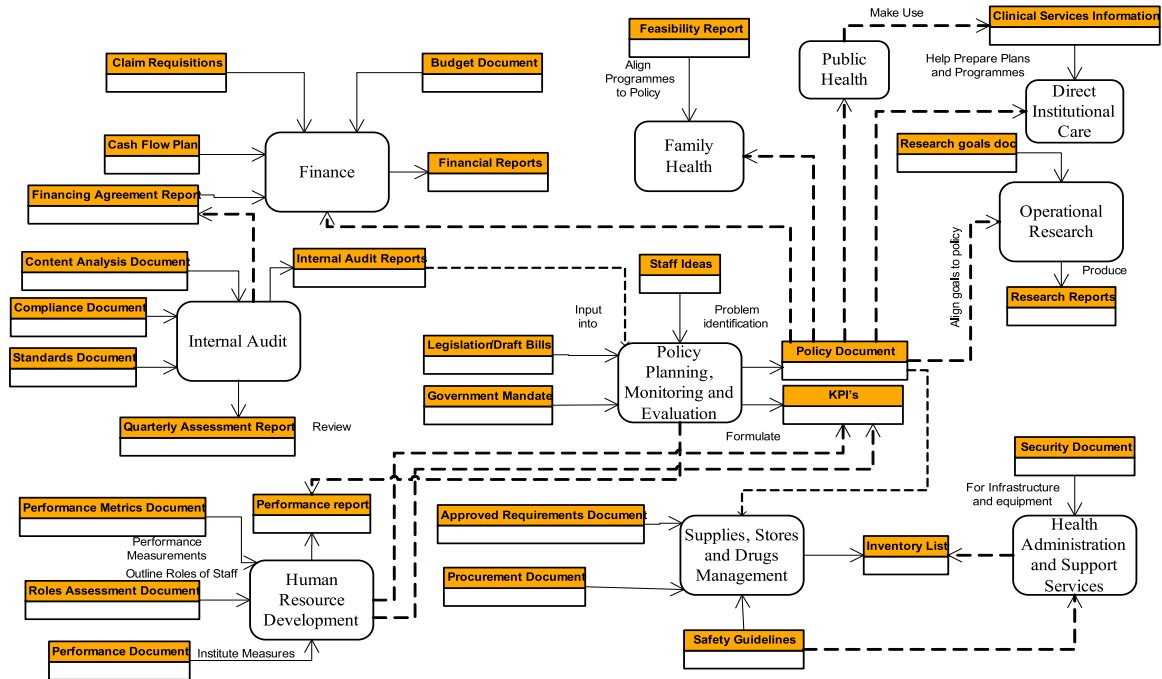 Make Use
Clinical Services Information
Feasibility Report
Public
Health
Help Prepare Plans
and Programmes
Claim Requisitions
Budget Document
Align
Programmes
to Policy
Direct
Institutional
Care
Cash Flow Plan
Finance
Financial Reports
Family
Health
Research goals doc
Financing Agreement Report
Operational
Research
Content Analysis Document
Internal Audit Reports
Staff Ideas
Align goals to policy
Produce
Research Reports
Compliance Document
Internal Audit
Input
into
Problem
identification
Standards Document
Legislation/Draft Bills
Policy
Planning,
Monitoring and
Evaluation
Policy Document
Government Mandate
KPI's
Quarterly Assessment Report
Review
Formulate
Security Document
Performance Metrics Document
Performance report
Approved Requirements Document
For Infrastructure
and equipment
Performance
Measurements
Supplies, Stores
and Drugs
Management
Inventory List
Health
Administration
and Support
Services
Outline Roles of Staff
Roles Assessment Document
Human
Resource
Development
Procurement Document
Performance Document
Institute Measures
Safety Guidelines